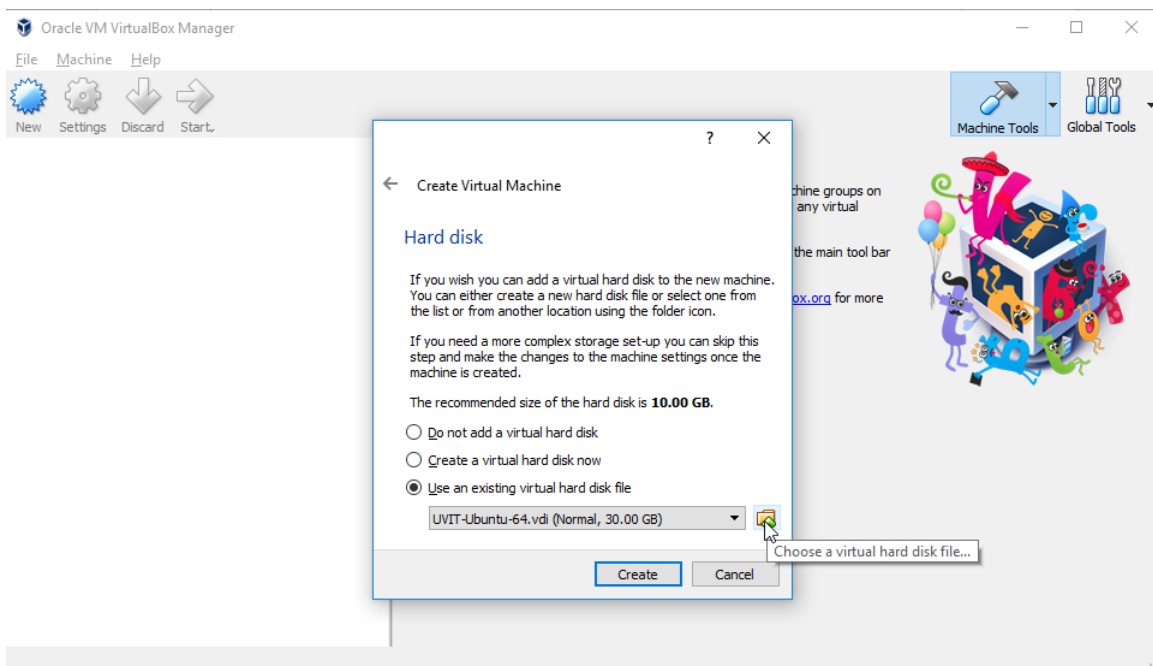 Oracle VM VirtualBox Manager
File Machine Help
New Settings Discard Start
Machine Tools Global Tools
? 
Create Virtual Machine
Hard disk
If you wish you can add a virtual hard disk to the new machine.
You can either create a new hard disk file or select one from
the list or from another location using the folder icon.
If you need a more complex storage set-up you can skip this
step and make the changes to the machine settings once the
machine is created.
The recommended size of the hard disk is 10.00 GB.
Do not add a virtual hard disk
Create a virtual hard disk now
Use an existing virtual hard disk file
UVIT-Ubuntu-64.vdi (Normal, 30.00 GB)
Choose a virtual hard disk file...
Create Cancel
hine groups on
any virtual
the main tool bar
ox.org for more